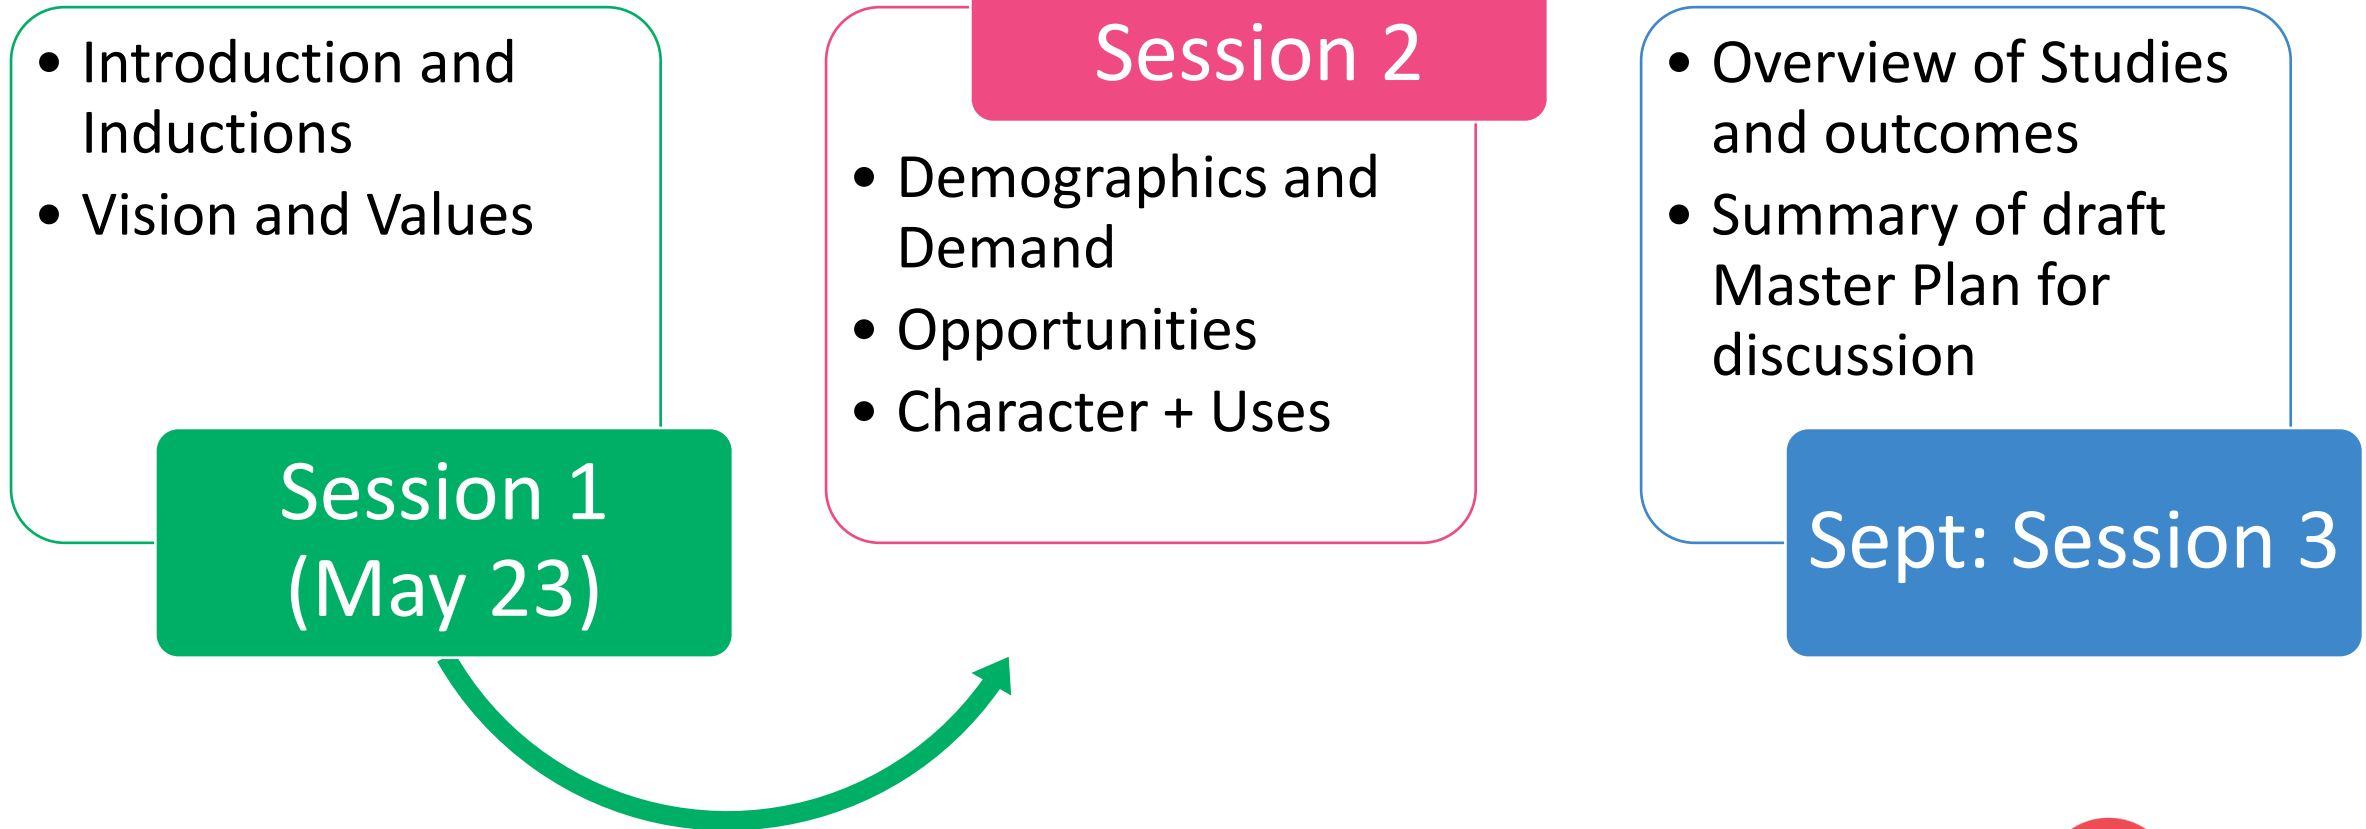 • Introduction and
Inductions
• Vision and Values
Session 1
(May 23)
Session 2
• Demographics and
Demand
• Opportunities
• Character + Uses
• Overview of Studies
and outcomes
• Summary of draft
Master Plan for
discussion
Sept: Session 3